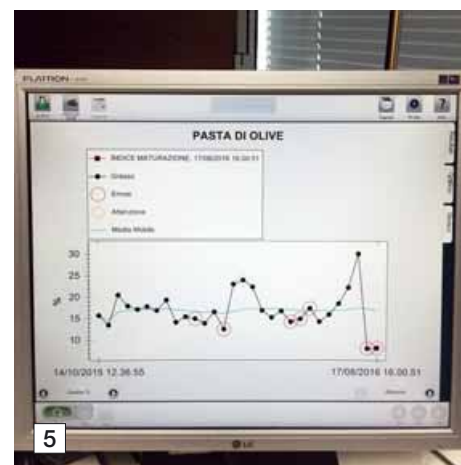 FLATRON
PASTA DI OLIVE
INDICE MATURAZIONE, 17/08/2016 16.00.51
Grasso
Errore
Attenzione
Media Mobile
30
25
20
15
10
%
14/10/2015 12.36.55
17/08/2016 16.00.51
LG
5